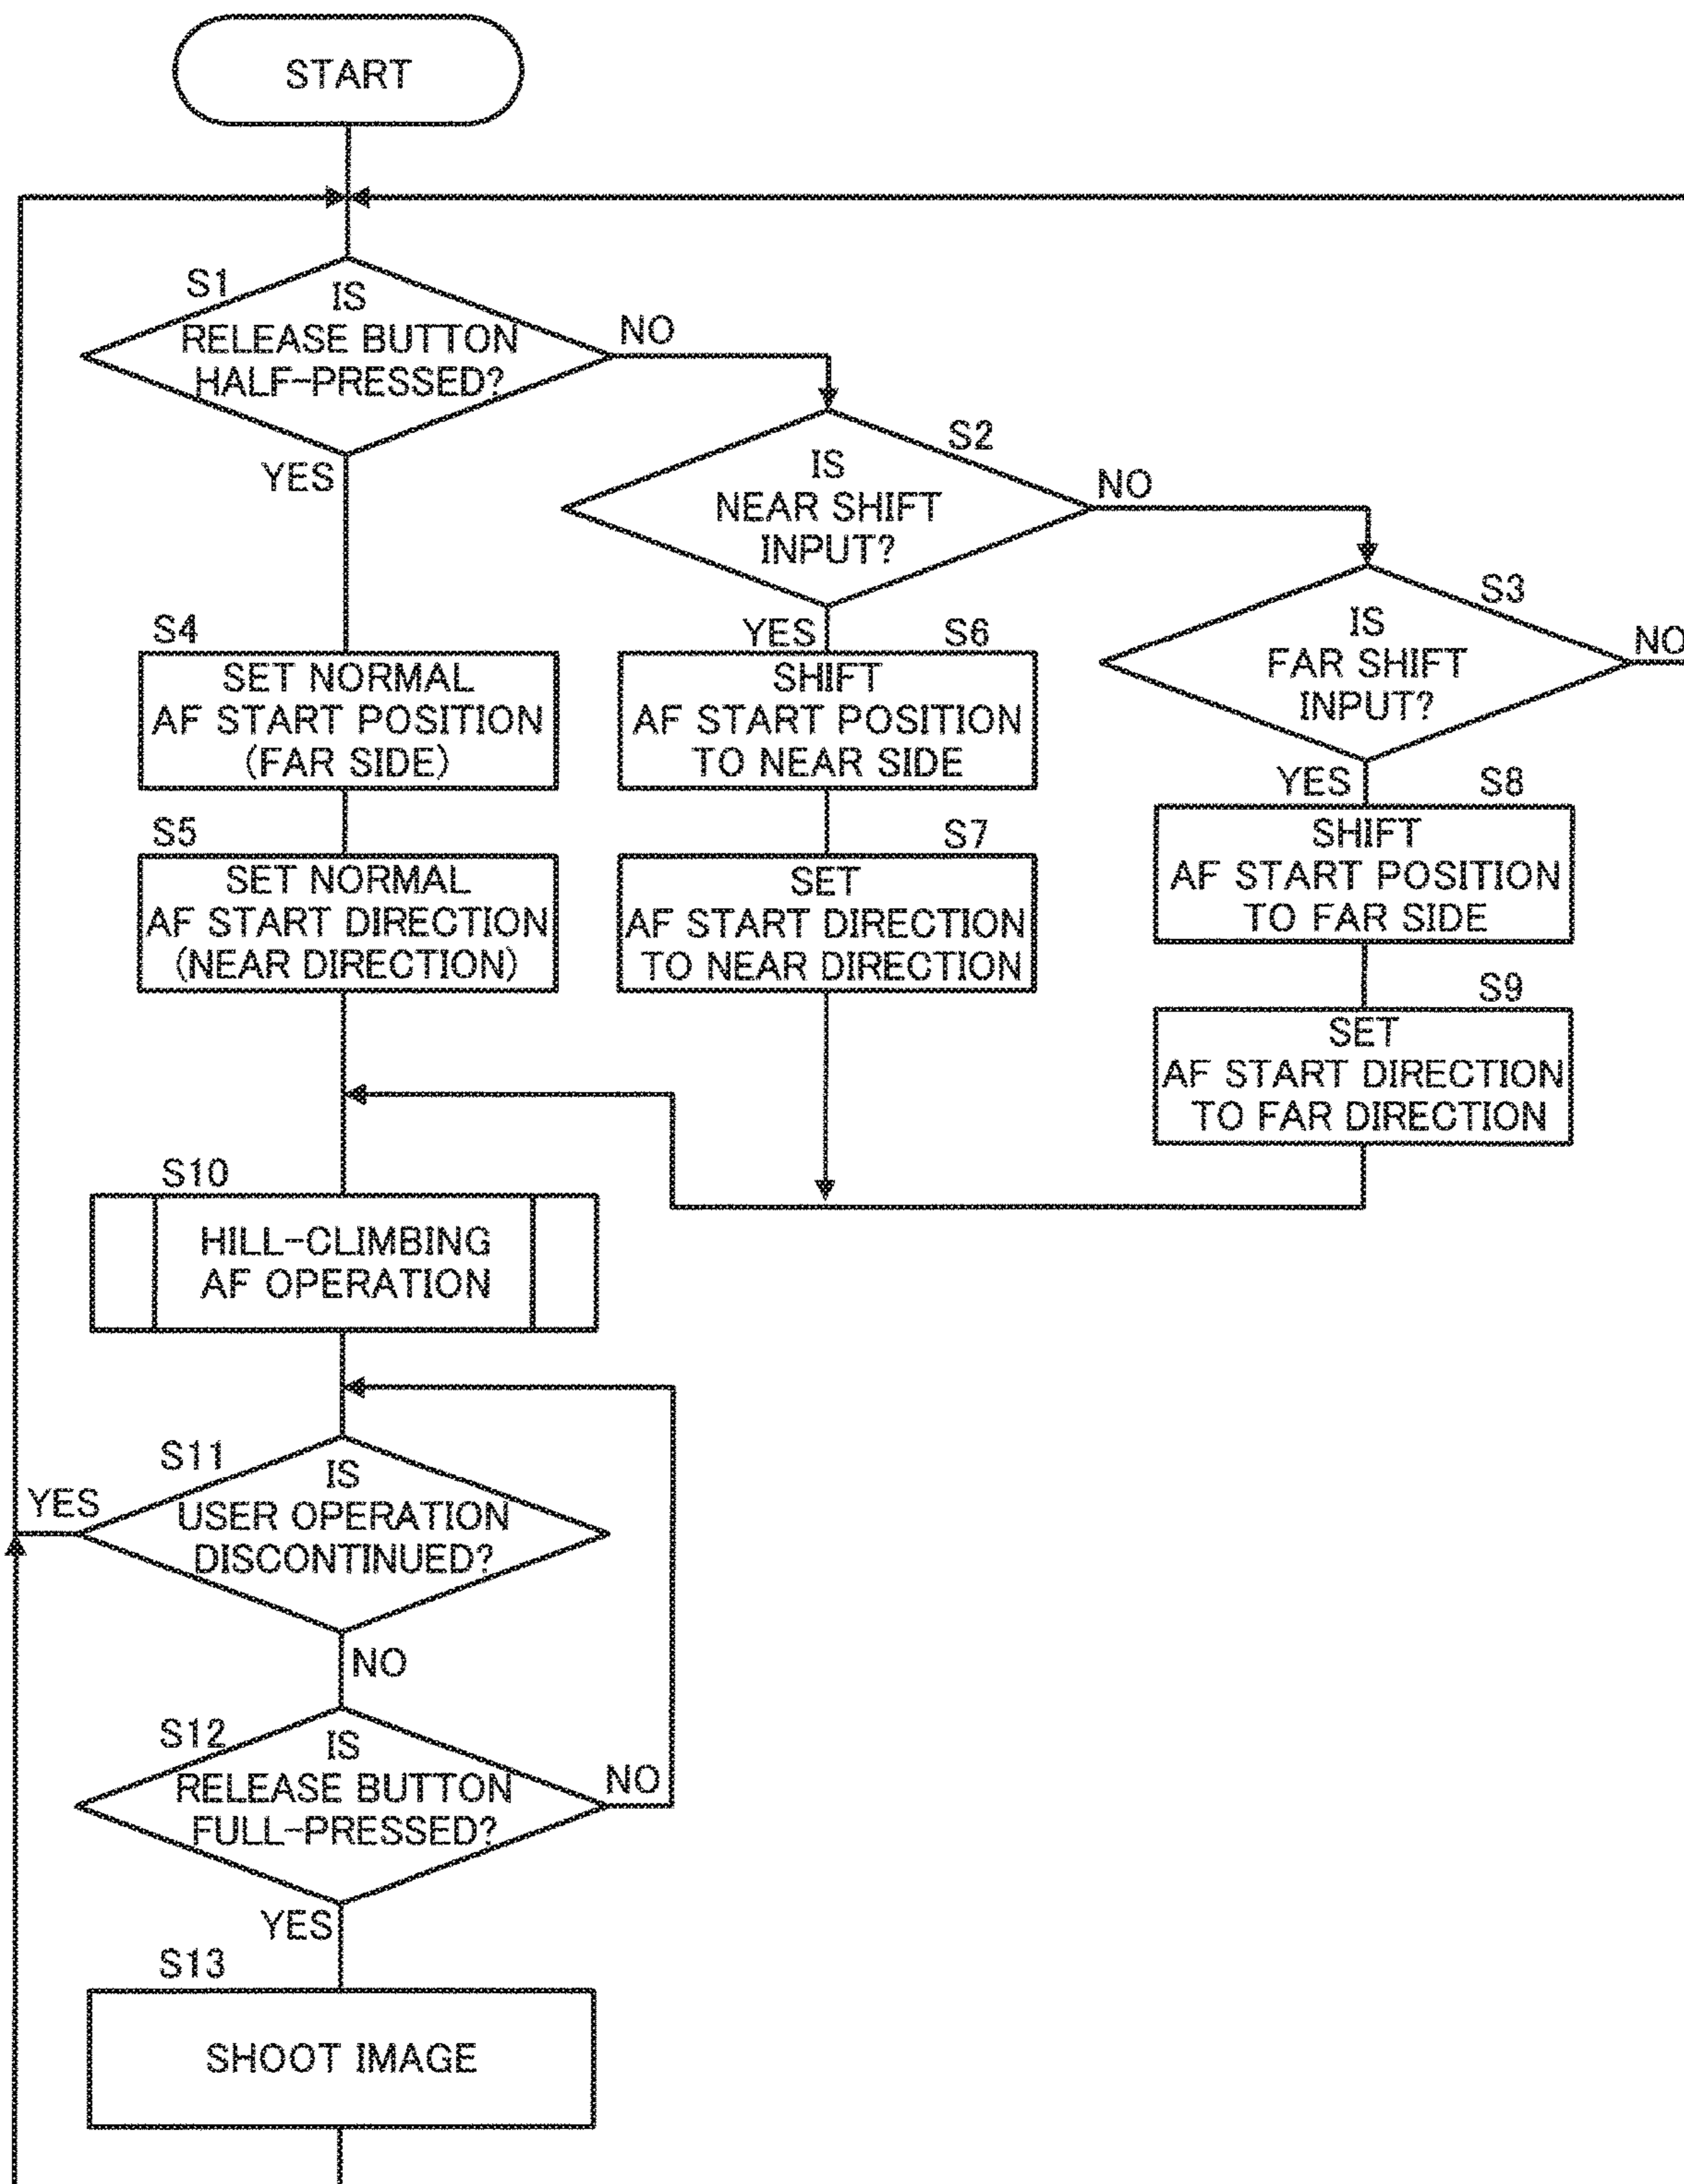 START
S1
IS
RELEASE BUTTON
HALF-PRESSED?
NO
YES
S2
IS
NEAR SHIFT
INPUT?
NO
YES
S3
IS
FAR SHIFT
INPUT?
NO
YES
S4
SET NORMAL
AF START POSITION
(FAR SIDE)
S6
SHIFT
AF START POSITION
TO NEAR SIDE
S8
SHIFT
AF START POSITION
TO FAR SIDE
S5
SET NORMAL
AF START DIRECTION
(NEAR DIRECTION)
S7
SET
AF START DIRECTION
TO NEAR DIRECTION
S9
SET
AF START DIRECTION
TO FAR DIRECTION
S10
HILL-CLIMBING
AF OPERATION
S11
IS
USER OPERATION
DISCONTINUED?
YES
NO
S12
IS
RELEASE BUTTON
FULL-PRESSED?
NO
YES
S13
SHOOT IMAGE